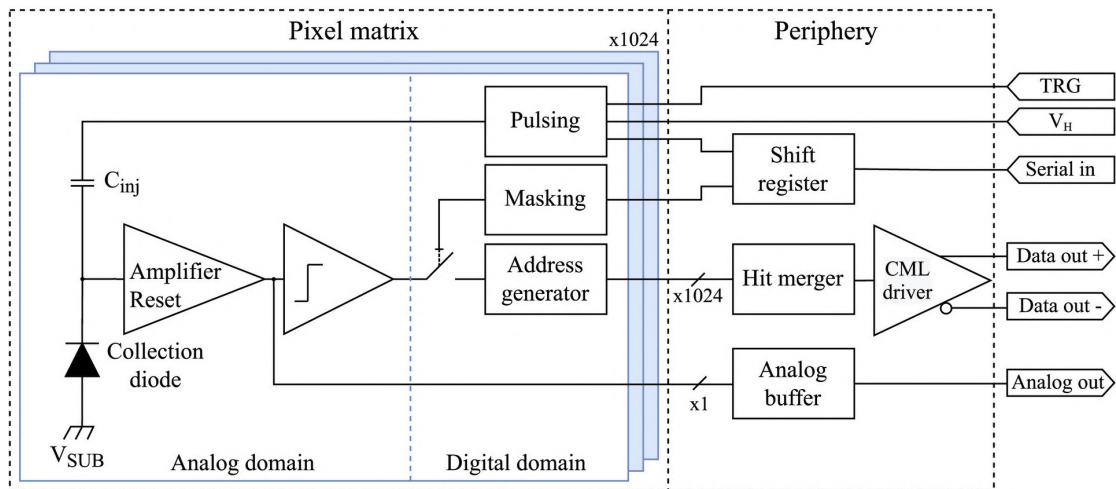 Pixel matrix
Periphery
x1024
TRG
Pulsing
V_H
C_inj
Shift
register
Serial in
Masking
Amplifier
Reset
Address
generator
x1024
Hit merger
CML
driver
Data out +
Data out -
Collection
diode
x1
Analog
buffer
Analog out
V_SUB
Analog domain
Digital domain